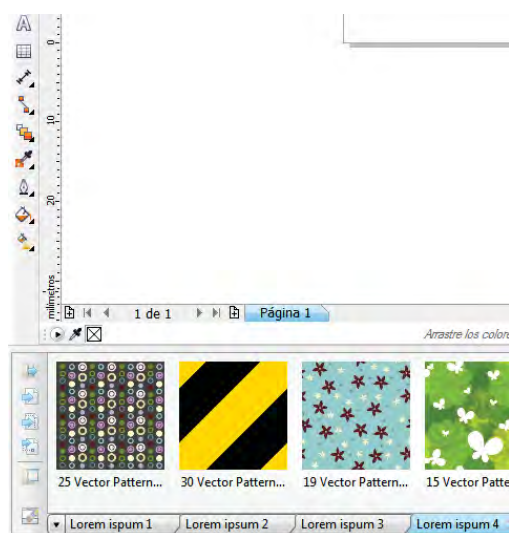 0
10
20
milímetros
1 de 1
Página 1
Arrastre los colore
25 Vector Pattern...
30 Vector Pattern...
19 Vector Pattern...
15 Vector Patte
Lorem ispum 1
Lorem ipsum 2
Lorem ispum 3
Lorem ispum 4